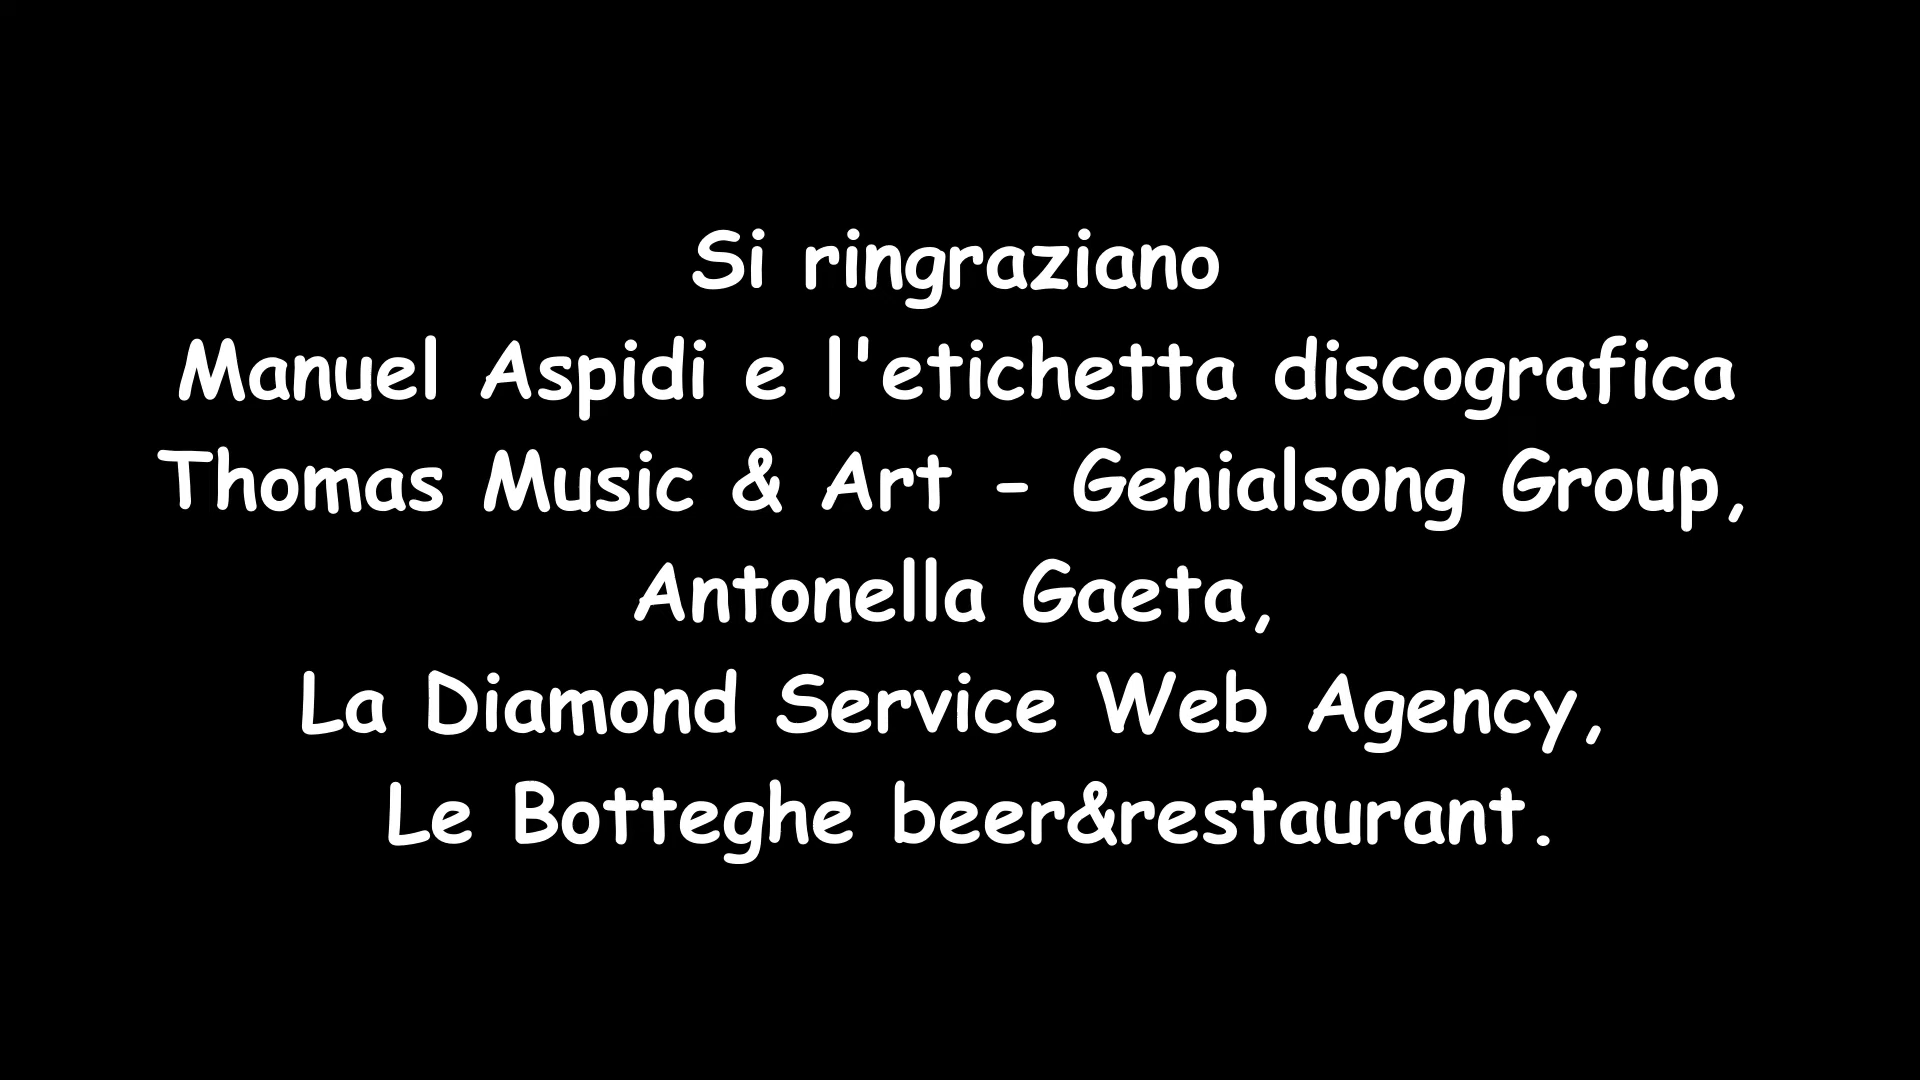 Si ringraziano
Manuel Aspidi e l'etichetta discografica
Thomas Music & Art - Genialsong Group,
Antonella Gaeta,
La Diamond Service Web Agency,
Le Botteghe beer&restaurant.